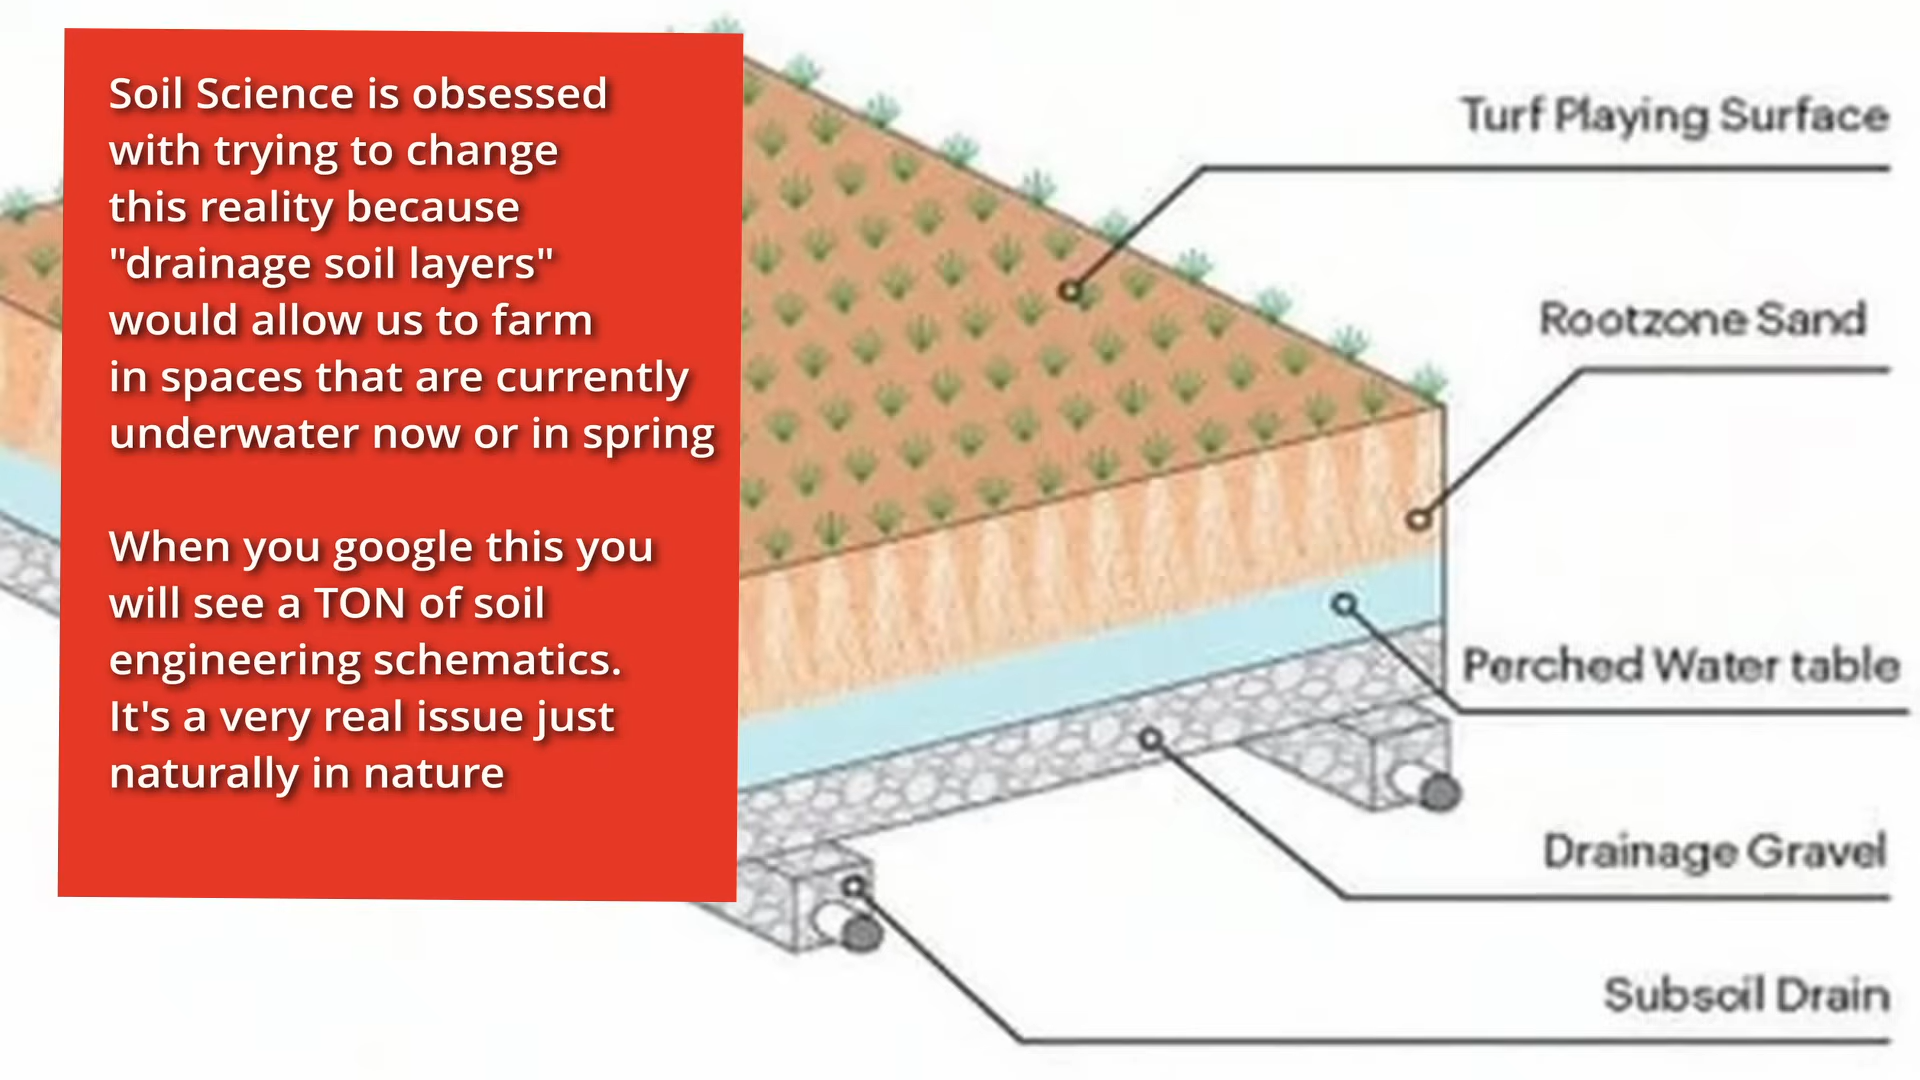 Soil Science is obsessed
with trying to change
this reality because
"drainage soil layers"
would allow us to farm
in spaces that are currently
underwater now or in spring
When you google this you
will see a TON of soil
engineering schematics.
It's a very real issue just
naturally in nature
Turf Playing Surface
Rootzone Sand
Perched Water table
Drainage Gravel
Subsoil Drain